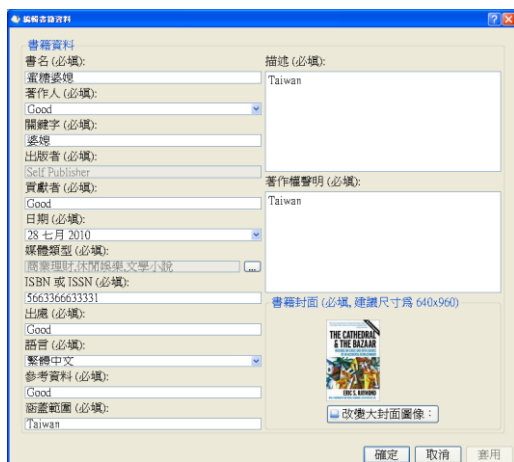 編輯書籍資料
書籍資料
書名 (必填):
蜜糖婆媳
著作人 (必填):
Good
關鍵字 (必填):
婆媳
出版者 (必填):
Self Publisher
貢獻者 (必填):
Good
日期 (必填):
28 七月 2010
媒體類型 (必填):
商業理財,休閒娛樂,文學小說
...
ISBN 或 ISSN (必填):
5663366633331
出處 (必填):
Good
語言 (必填):
繁體中文
參考資料 (必填):
Good
涵蓋範圍 (必填):
Taiwan
描述 (必填):
Taiwan
著作權聲明 (必填):
Taiwan
書籍封面 (必填, 建議尺寸為 640x960)
THE CATHEDRAL
& THE BAZAAR
ERIC S. RAYMOND
改變大封面圖像：
確定
取消
套用